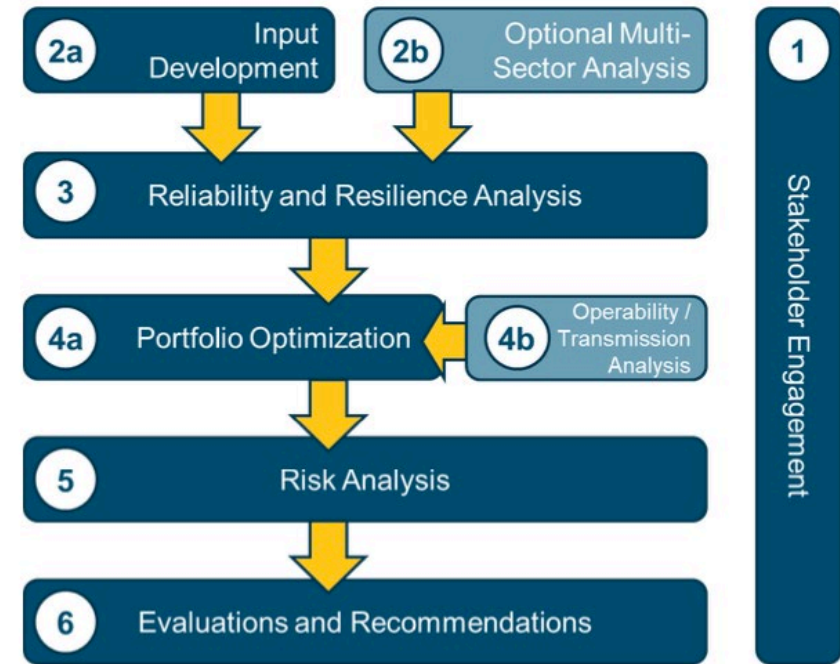 2a
Input
Development
2b
Optional Multi-
Sector Analysis
1
Stakeholder Engagement
3
Reliability and Resilience Analysis
4a
Portfolio Optimization
4b
Operability /
Transmission
Analysis
5
Risk Analysis
6
Evaluations and Recommendations